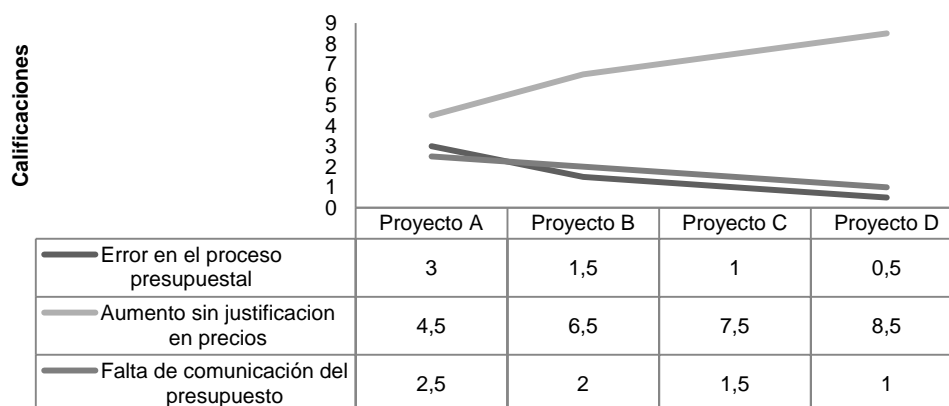 Calificaciones
9
8
7
6
5
4
3
2
1
0
Proyecto A Proyecto B Proyecto C Proyecto D
Error en el proceso
presupuestal
3 1,5 1 0,5
Aumento sin justificacion
en precios
4,5 6,5 7,5 8,5
Falta de comunicación del
presupuesto
2,5 2 1,5 1